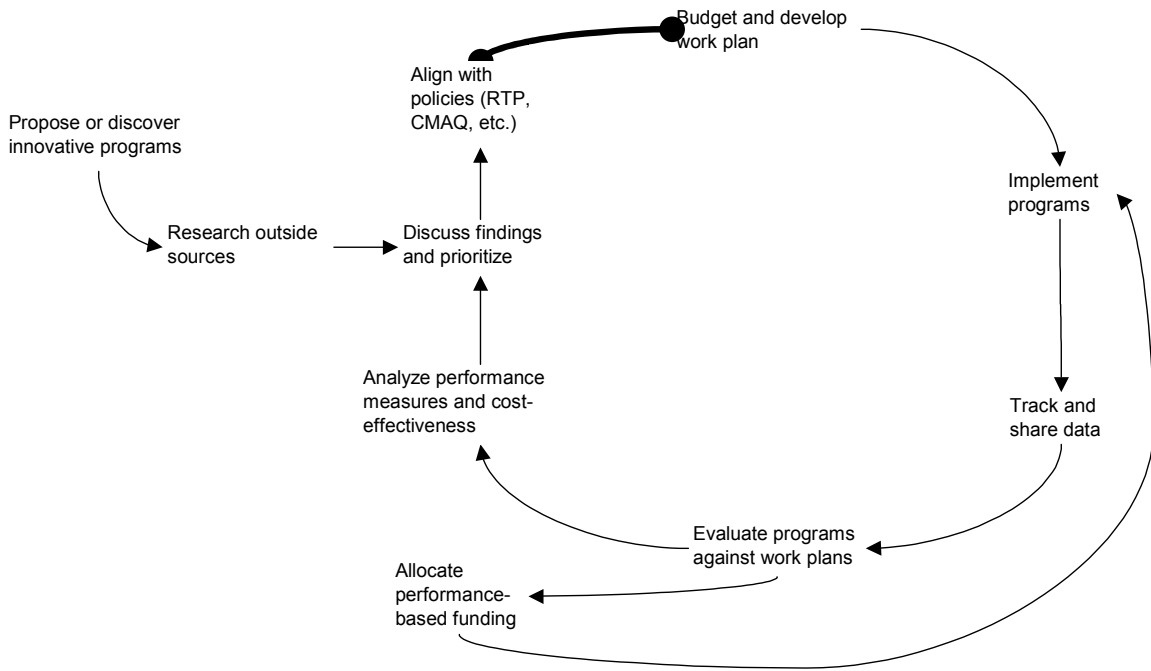 Budget and develop
work plan
Align with
policies (RTP,
CMAQ, etc.)
Propose or discover
innovative programs
Implement
programs
Research outside
sources
Discuss findings
and prioritize
Analyze performance
measures and cost-
effectiveness
Track and
share data
Evaluate programs
against work plans
Allocate
performance-
based funding